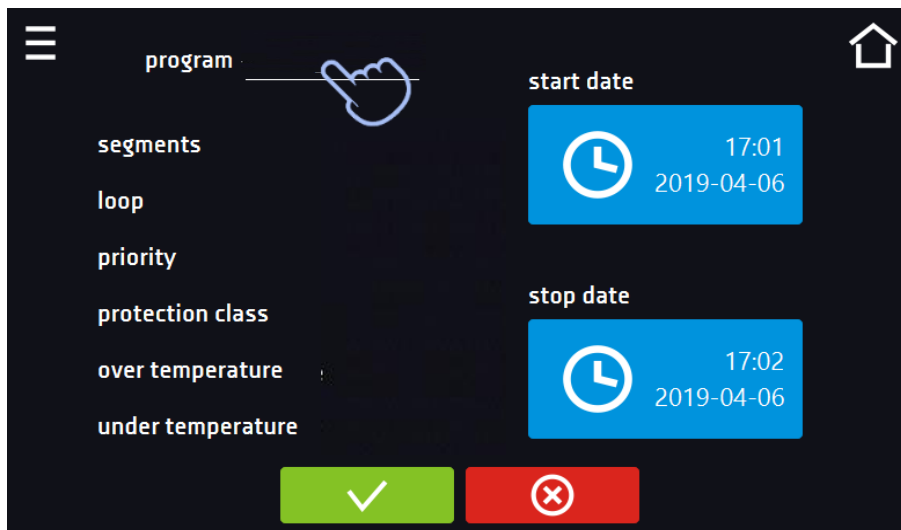 program
segments
loop
priority
protection class
over temperature
under temperature
start date
17:01
2019-04-06
stop date
17:02
2019-04-06